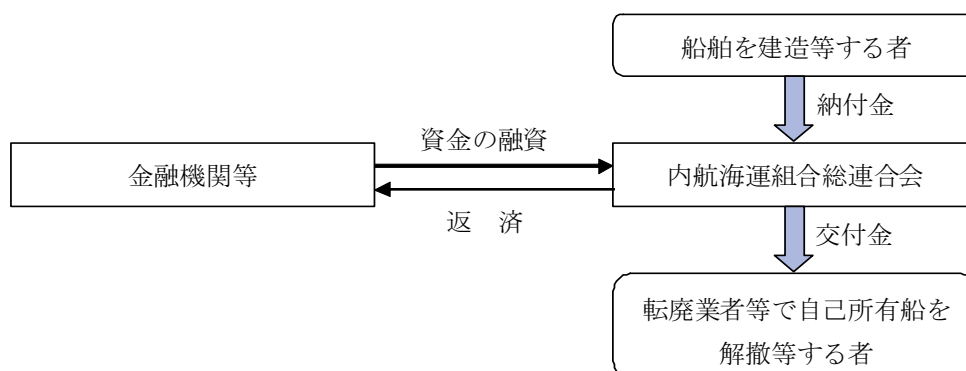 船舶を建造等する者
納付金
資金の融資
金融機関等
内航海運組合総連合会
返　済
交付金
転廃業者等で自己所有船を
解撤等する者